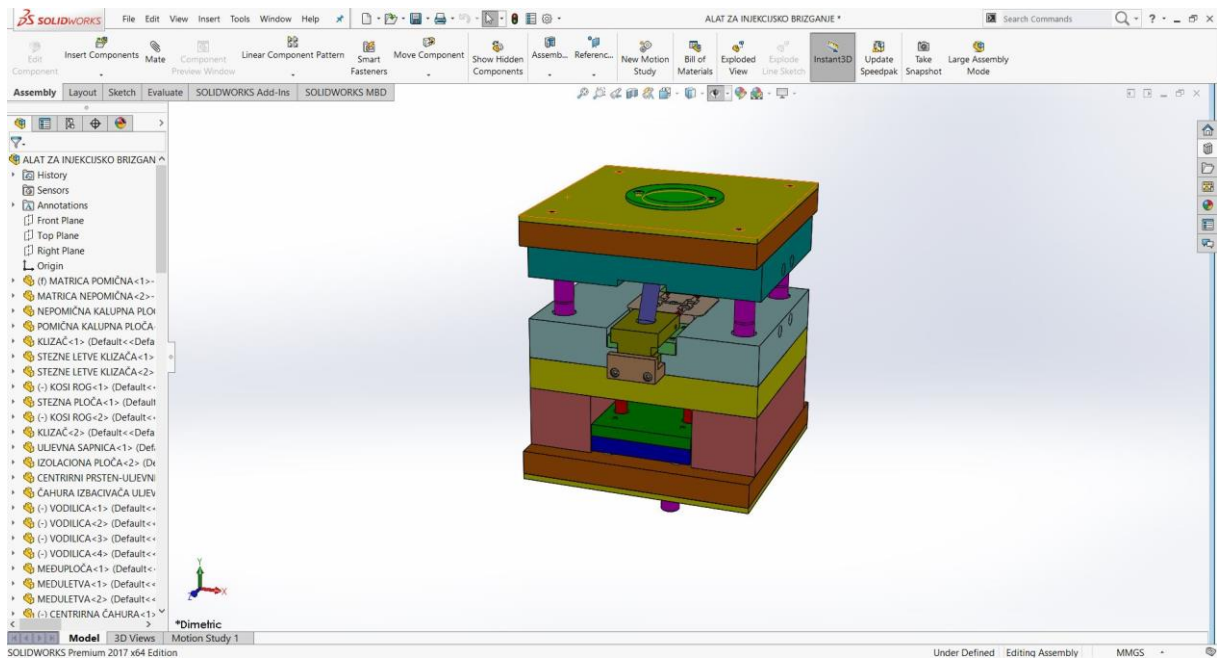 SOLIDWORKS File Edit View Insert Tools Window Help ALAT ZA INJEKCIJSKO BRIZGANJE * Search Commands ?
Edit Component
Insert Components
Mate
Component Preview Window
Linear Component Pattern
Smart Fasteners
Move Component
Show Hidden Components
Assemb...
Referenc...
New Motion Study
Bill of Materials
Exploded View
Explode Line Sketch
Instant3D
Update Speedpak
Take Snapshot
Large Assembly Mode
Assembly Layout Sketch Evaluate SOLIDWORKS Add-Ins SOLIDWORKS MBD
ALAT ZA INJEKCIJSKO BRIZGAN
History
Sensors
Annotations
Front Plane
Top Plane
Right Plane
Origin
(f) MATRICA POMIČNA<1>-
MATRICA NEPOMIČNA<2>-
NEPOMIČNA KALUPNA PLO
POMIČNA KALUPNA PLOČA
KLIZAČ<1> (Default<<Defa
STEZNE LETVE KLIZAČA<1>
STEZNE LETVE KLIZAČA<2>
(-) KOSI ROG<1> (Default<
STEZNA PLOČA<1> (Default
(-) KOSI ROG<2> (Default<
KLIZAČ<2> (Default<<Defa
ULJEVNA SAPNICA<1> (Def
IZOLACIONA PLOČA<2> (De
CENTRIRNI PRSTEN-ULJEVNI
ČAHURA IZBACIVAČA ULJEV
(-) VODILICA<1> (Default<
(-) VODILICA<2> (Default<
(-) VODILICA<3> (Default<
(-) VODILICA<4> (Default<
MEĐUPLOČA<1> (Default<
MEDULETVA<1> (Default<
MEDULETVA<2> (Default<
(-) CENTRIRNA ČAHURA<1>
Y
X
Z
*Dimetric
Model 3D Views Motion Study 1
SOLIDWORKS Premium 2017 x64 Edition Under Defined Editing Assembly MMGS